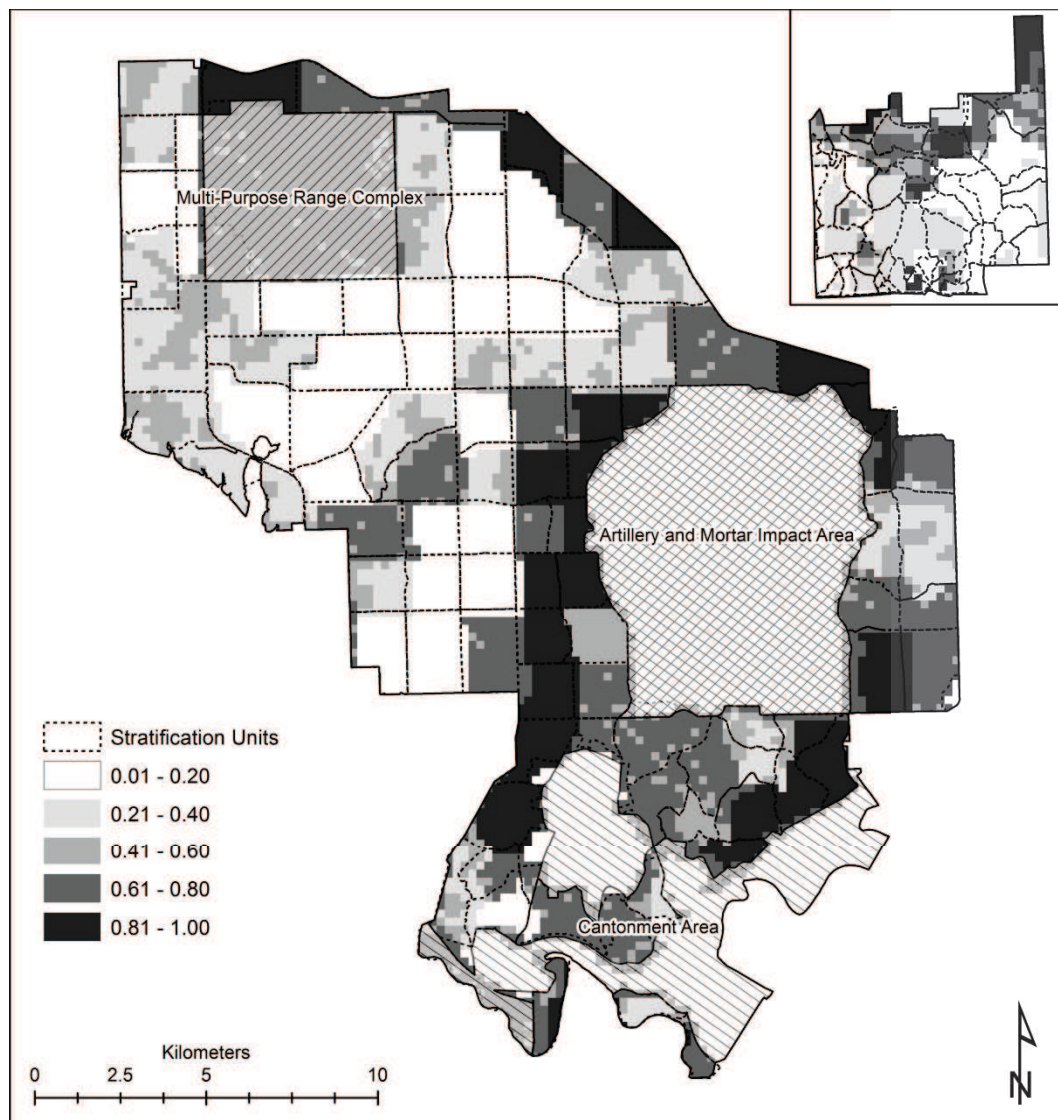 Multi-Purpose Range Complex
Artillery and Mortar Impact Area
Cantonment Area
Stratification Units
0.01 - 0.20
0.21 - 0.40
0.41 - 0.60
0.61 - 0.80
0.81 - 1.00
Kilometers
0 2.5 5 10
N